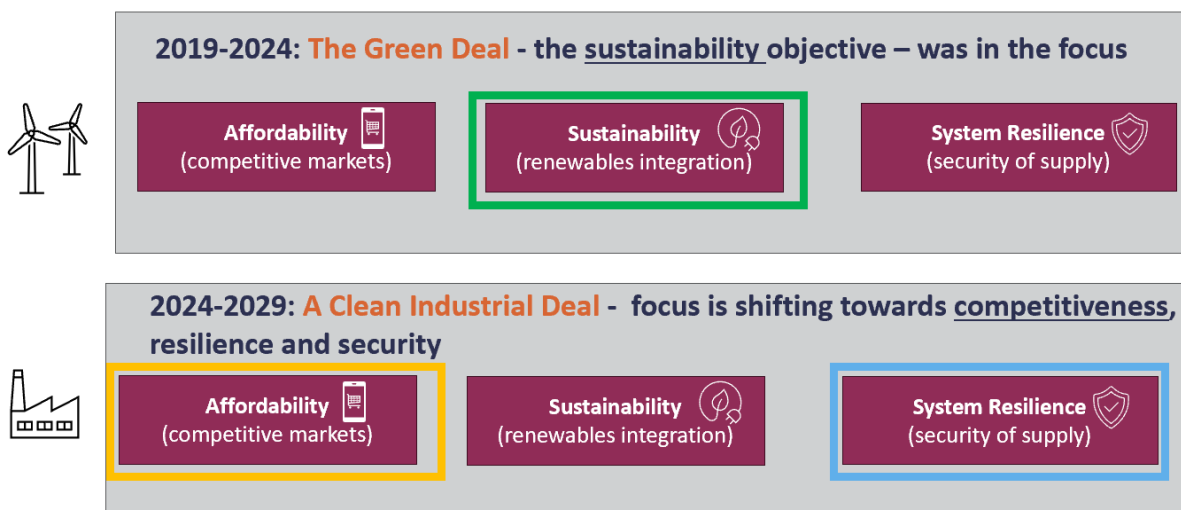 2019-2024: The Green Deal - the sustainability objective – was in the focus
Affordability
(competitive markets)
Sustainability
(renewables integration)
System Resilience
(security of supply)
2024-2029: A Clean Industrial Deal - focus is shifting towards competitiveness,
resilience and security
Affordability
(competitive markets)
Sustainability
(renewables integration)
System Resilience
(security of supply)